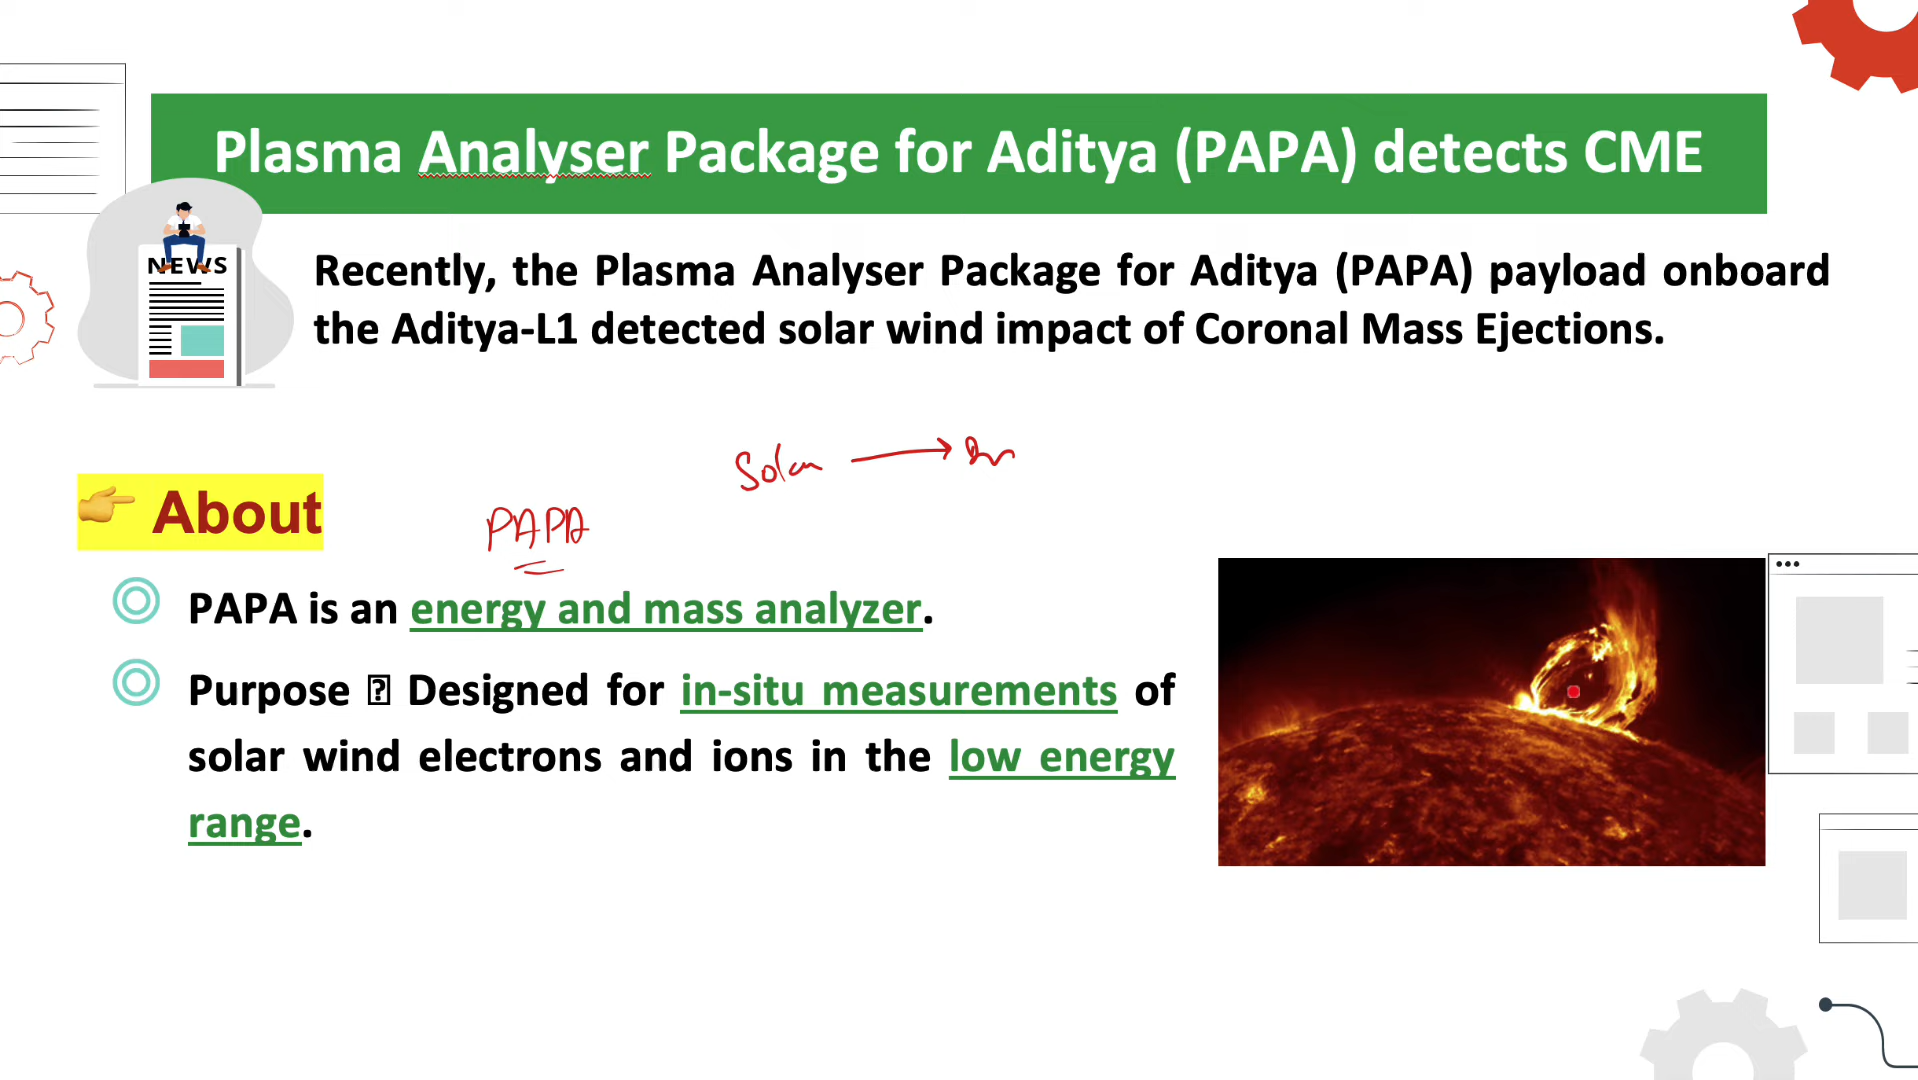 Plasma Analyser Package for Aditya (PAPA) detects CME
NEWS
Recently, the Plasma Analyser Package for Aditya (PAPA) payload onboard
the Aditya-L1 detected solar wind impact of Coronal Mass Ejections.
Solar →
👉 About
PAPA
PAPA is an energy and mass analyzer.
Purpose Designed for in-situ measurements of
solar wind electrons and ions in the low energy
range.